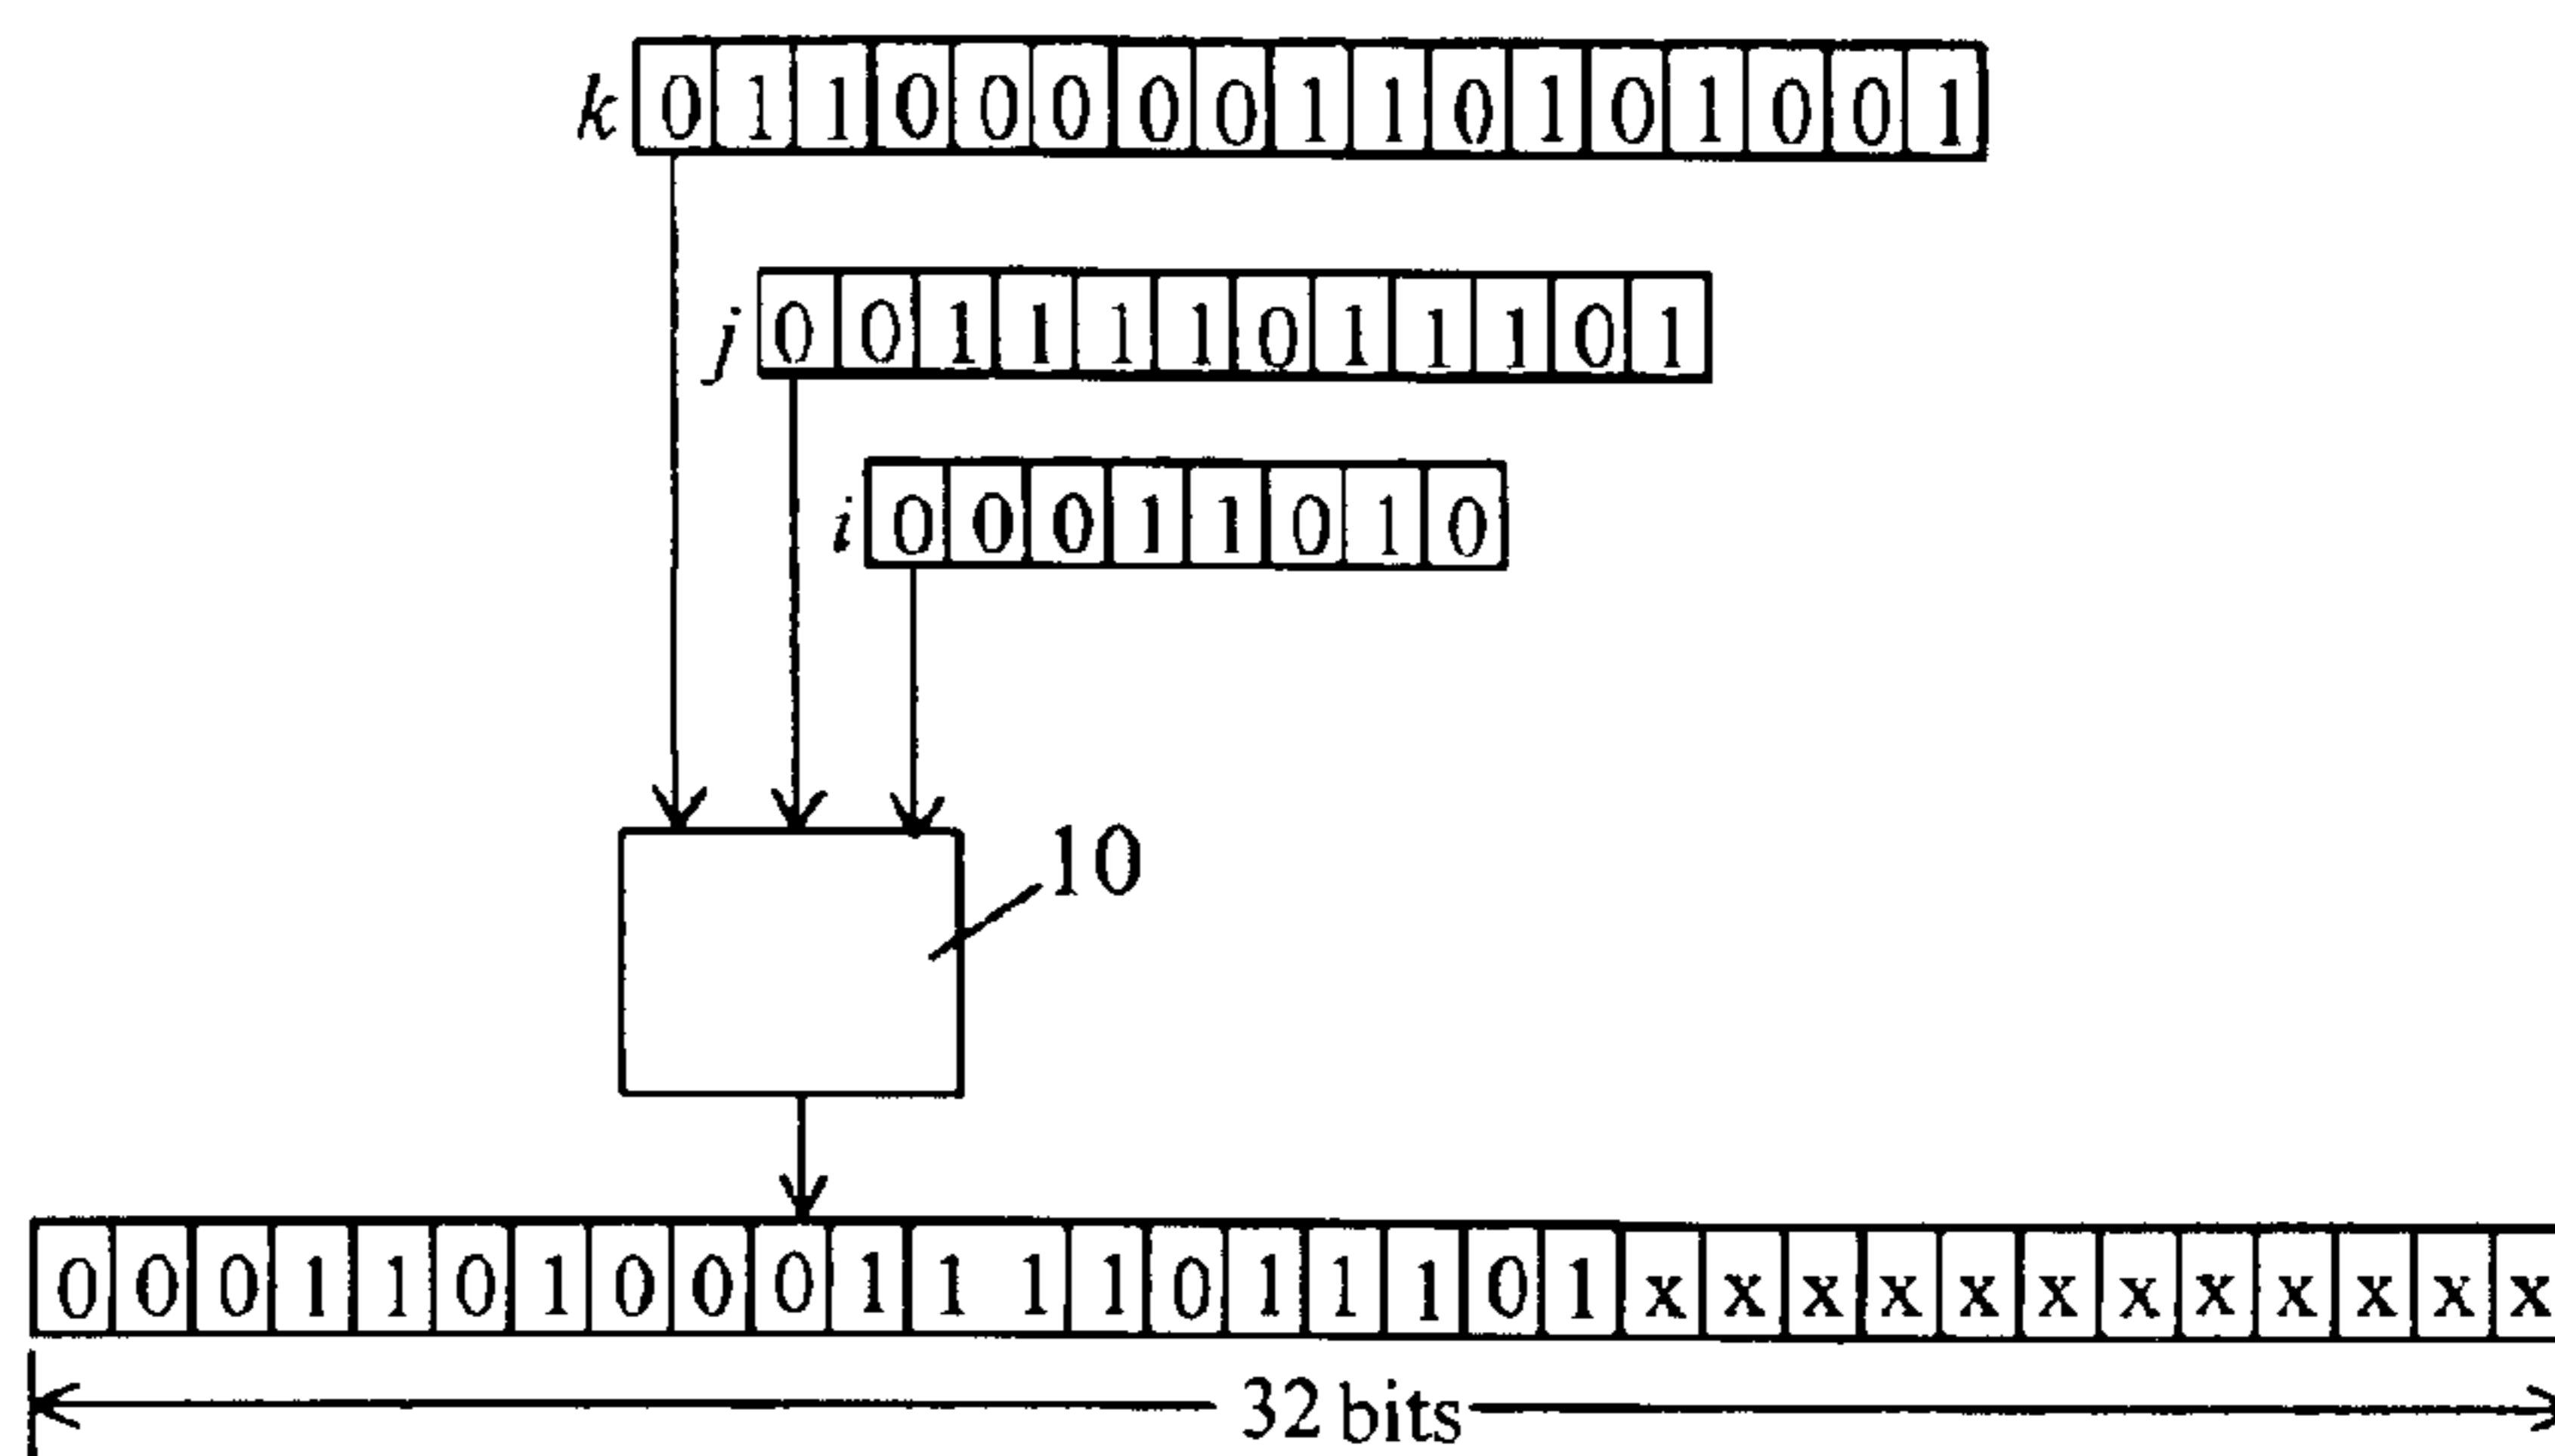 k 0 1 1 0 0 0 0 0 1 1 0 1 0 1 0 0 1
j 0 0 1 1 1 1 0 1 1 1 0 1
i 0 0 0 1 1 0 1 0
10
0 0 0 1 1 0 1 0 0 0 1 1 1 1 0 1 1 1 0 1 x x x x x x x x x x x x
32 bits